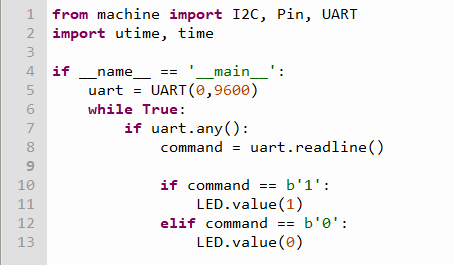 1 from machine import I2C, Pin, UART
2 import utime, time
3
4 if __name__ == '__main__':
5     uart = UART(0,9600)
6     while True:
7         if uart.any():
8             command = uart.readline()
9
10             if command == b'1':
11                 LED.value(1)
12             elif command == b'0':
13                 LED.value(0)